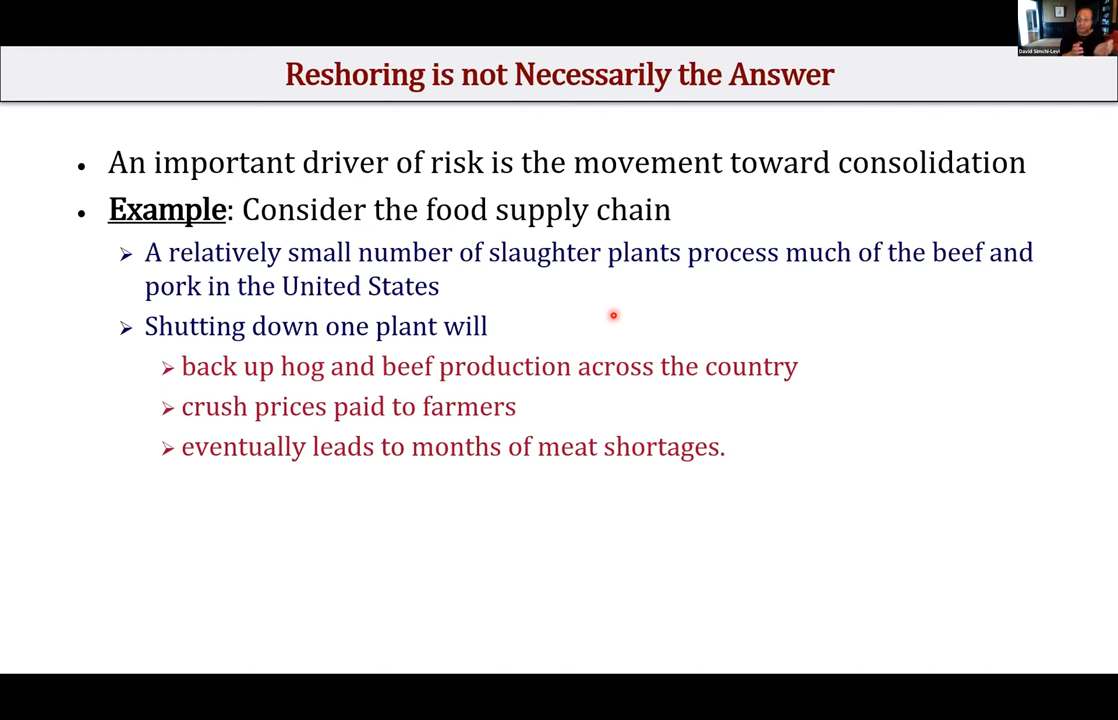 David Simchi-Levi
Reshoring is not Necessarily the Answer
• An important driver of risk is the movement toward consolidation
• Example: Consider the food supply chain
➢ A relatively small number of slaughter plants process much of the beef and
pork in the United States
➢ Shutting down one plant will
➢ back up hog and beef production across the country
➢ crush prices paid to farmers
➢ eventually leads to months of meat shortages.